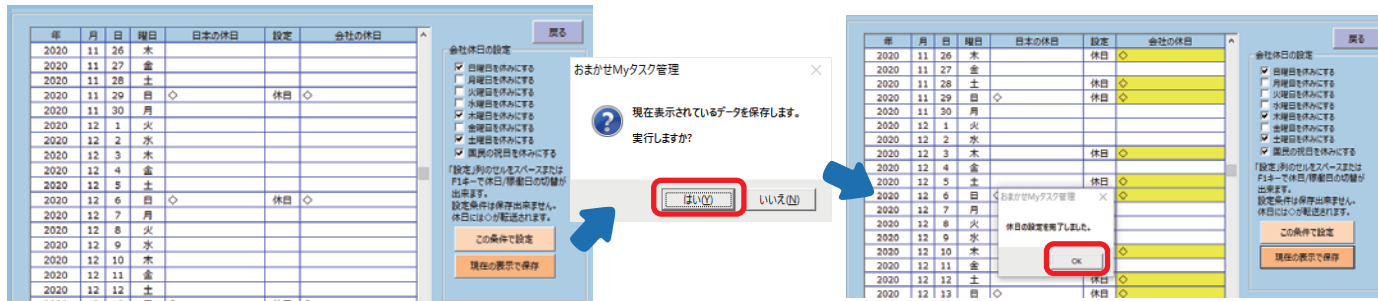 戻る
年 月 日 曜日 日本の休日 設定 会社の休日
2020 11 26 木
2020 11 27 金
2020 11 28 土
2020 11 29 日 ◇ 休日 ◇
2020 11 30 月
2020 12 1 火
2020 12 2 水
2020 12 3 木
2020 12 4 金
2020 12 5 土
2020 12 6 日 ◇ 休日 ◇
2020 12 7 月
2020 12 8 火
2020 12 9 水
2020 12 10 木
2020 12 11 金
2020 12 12 土
会社休日の設定
日曜日を休みにする
月曜日を休みにする
火曜日を休みにする
水曜日を休みにする
木曜日を休みにする
金曜日を休みにする
土曜日を休みにする
国民の祝日を休みにする
「設定」列のセルをスペースまたは
F1キーで休日/稼働日の切替が
出来ます。
設定条件は保存出来ません。
休日には◇が転送されます。
この条件で設定
現在の表示で保存
おまかせMyタスク管理
現在表示されているデータを保存します。
実行しますか?
はい(Y)
いいえ(N)
戻る
年 月 日 曜日 日本の休日 設定 会社の休日
2020 11 26 木 休日 ◇
2020 11 27 金
2020 11 28 土 休日 ◇
2020 11 29 日 ◇ 休日 ◇
2020 11 30 月
2020 12 1 火
2020 12 2 水
2020 12 3 木 休日 ◇
2020 12 4 金
2020 12 5 土 休日 ◇
2020 12 6 日
2020 12 7 月
2020 12 8 火
2020 12 9 水
2020 12 10 木
2020 12 11 金
2020 12 12 土 休日 ◇
2020 12 13 日 ◇ 休日 ◇
おまかせMyタスク管理
休日の設定を完了しました。
OK
会社休日の設定
日曜日を休みにする
月曜日を休みにする
火曜日を休みにする
水曜日を休みにする
木曜日を休みにする
金曜日を休みにする
土曜日を休みにする
国民の祝日を休みにする
「設定」列のセルをスペースまたは
F1キーで休日/稼働日の切替が
出来ます。
設定条件は保存出来ません。
休日には◇が転送されます。
この条件で設定
現在の表示で保存